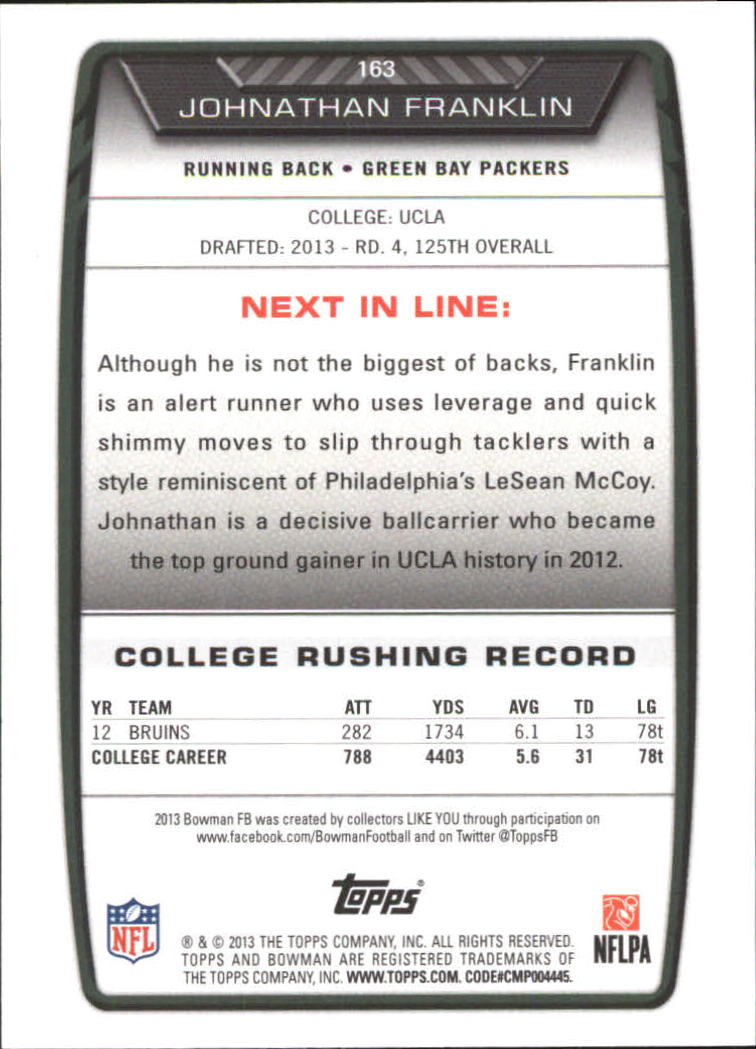 163
JOHNATHAN FRANKLIN
RUNNING BACK • GREEN BAY PACKERS
COLLEGE: UCLA
DRAFTED: 2013 - RD. 4, 125TH OVERALL
NEXT IN LINE:
Although he is not the biggest of backs, Franklin
is an alert runner who uses leverage and quick
shimmy moves to slip through tacklers with a
style reminiscent of Philadelphia's LeSean McCoy.
Johnathan is a decisive ballcarrier who became
the top ground gainer in UCLA history in 2012.
COLLEGE RUSHING RECORD
YR TEAM ATT YDS AVG TD LG
12 BRUINS 282 1734 6.1 13 78t
COLLEGE CAREER 788 4403 5.6 31 78t
2013 Bowman FB was created by collectors LIKE YOU through participation on
www.facebook.com/BowmanFootball and on Twitter @ToppsFB
Topps®
NFL
NFLPA
® & © 2013 THE TOPPS COMPANY, INC. ALL RIGHTS RESERVED.
TOPPS AND BOWMAN ARE REGISTERED TRADEMARKS OF
THE TOPPS COMPANY, INC. WWW.TOPPS.COM. CODE#CMP004445.